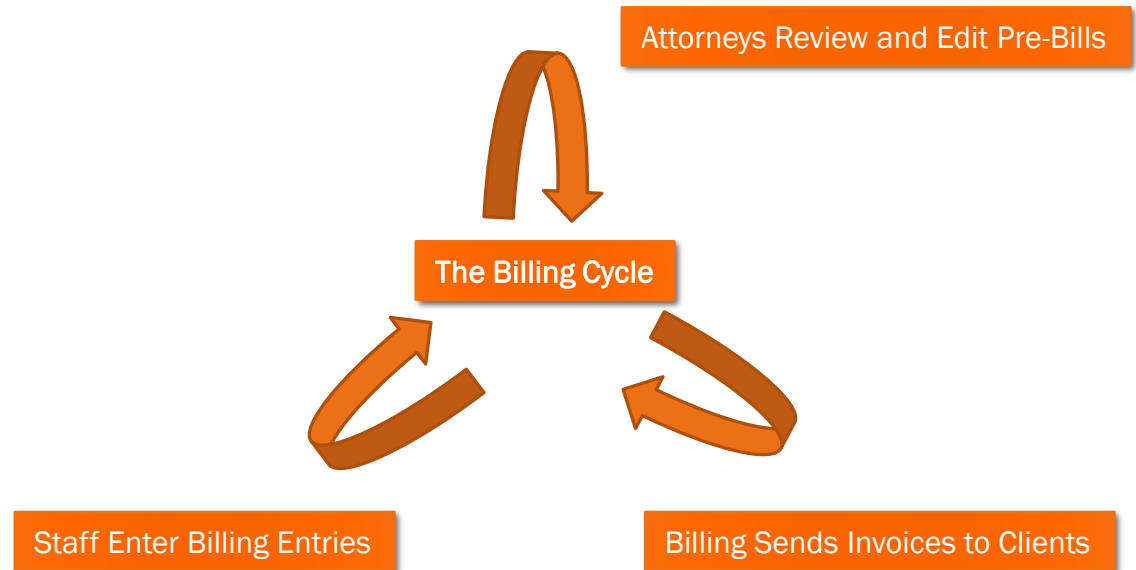 Attorneys Review and Edit Pre-Bills
The Billing Cycle
Staff Enter Billing Entries
Billing Sends Invoices to Clients